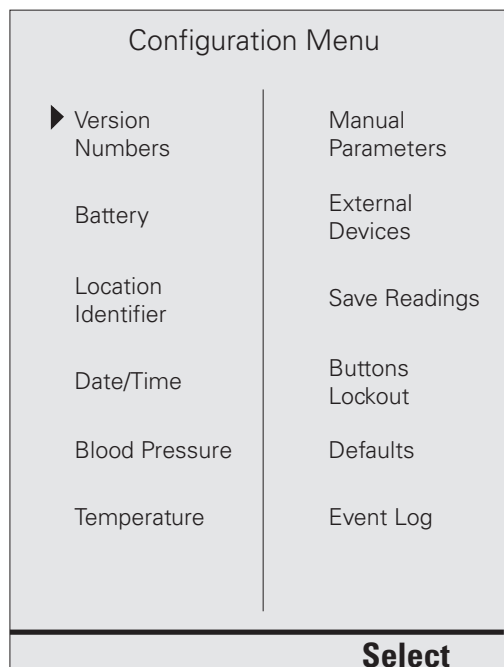 Configuration Menu
Version
Numbers
Battery
Location
Identifier
Date/Time
Blood Pressure
Temperature
Manual
Parameters
External
Devices
Save Readings
Buttons
Lockout
Defaults
Event Log
Select